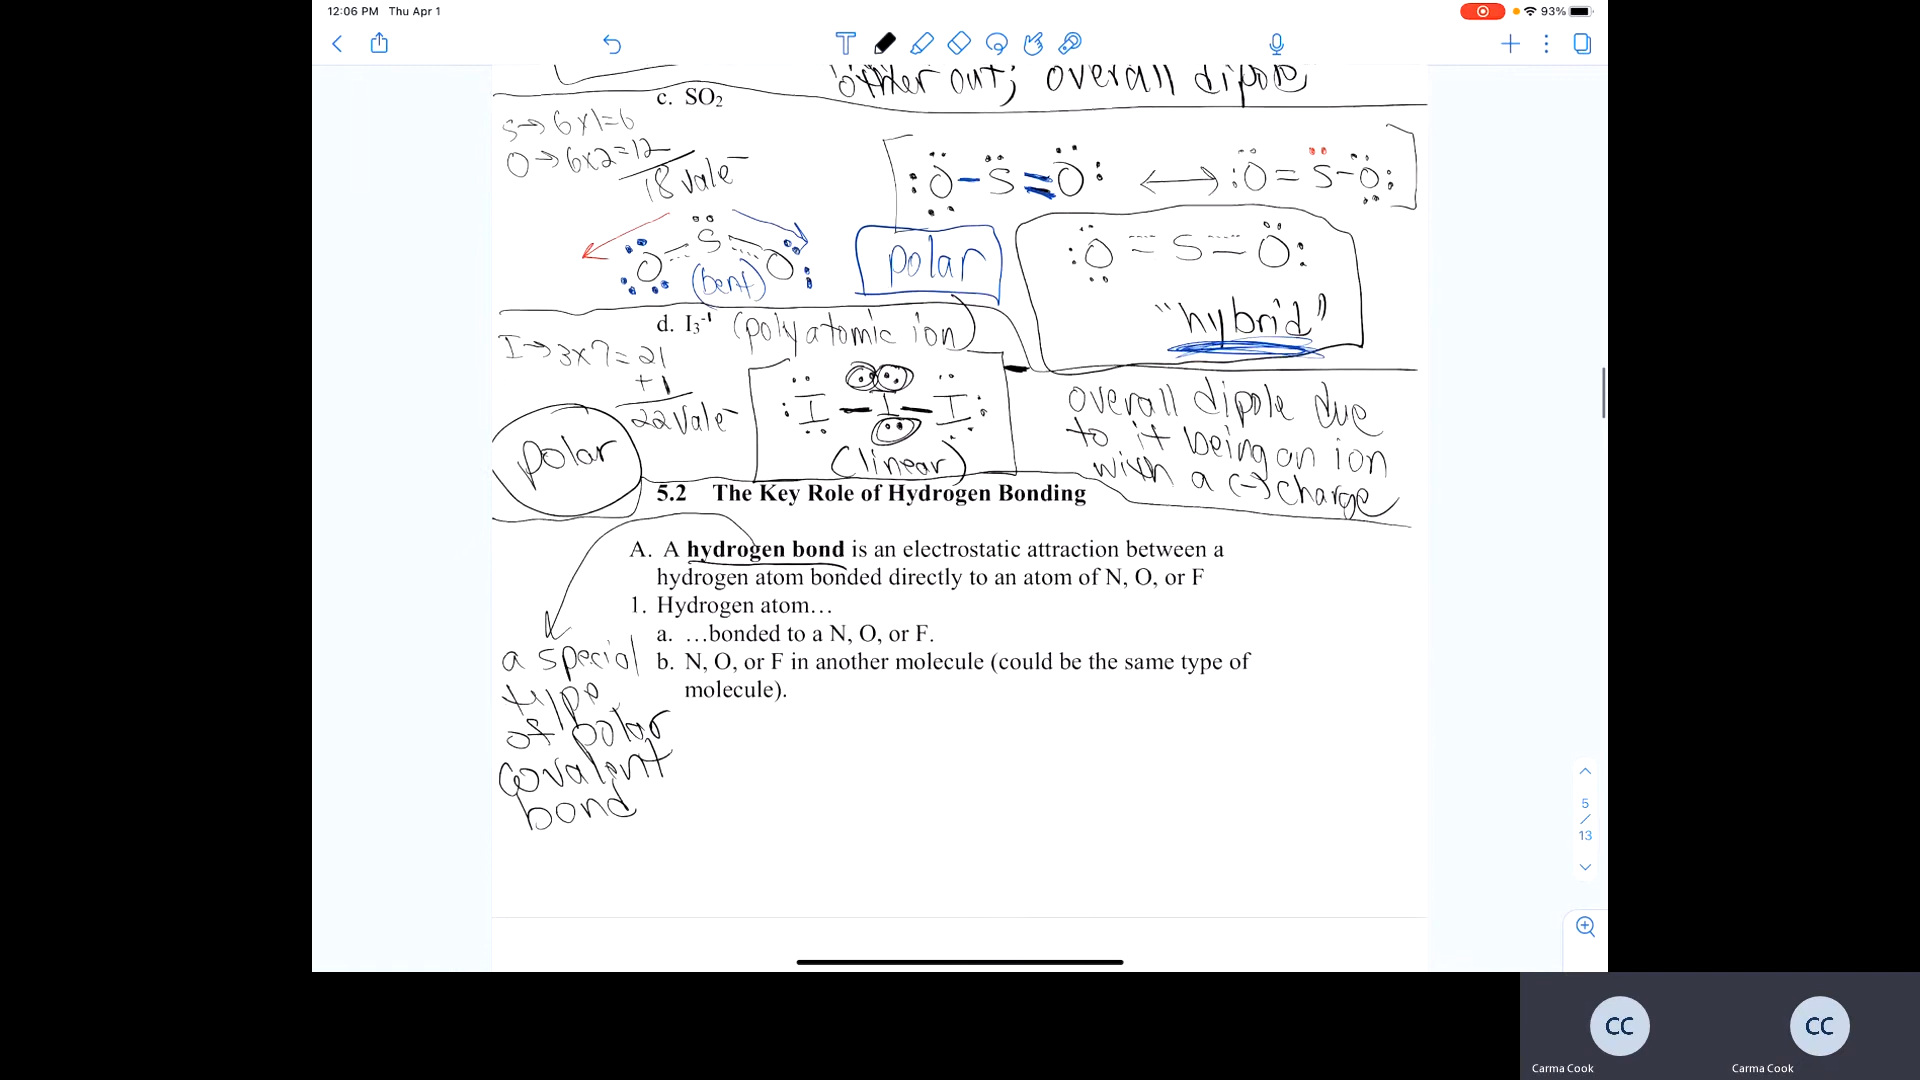 12:06 PM Thu Apr 1
93%
other out; overall dipole
c. SO₂
S→ 6x1=6
O→ 6x2=12
18 val e⁻
:O-S=O: ↔ :O=S-O:
O=S=O
(bent)
polar
:O=S=O:
"hybrid"
d. I₃⁻¹ (polyatomic ion)
I→3x7=21
+1
22 val e⁻
:I-I-I:
(linear)
polar
overall dipole due
to it being an ion
with a (-) charge
5.2 The Key Role of Hydrogen Bonding
A. A hydrogen bond is an electrostatic attraction between a
hydrogen atom bonded directly to an atom of N, O, or F
1. Hydrogen atom…
a. …bonded to a N, O, or F.
b. N, O, or F in another molecule (could be the same type of
molecule).
a special
type
of polar
covalent
bond
5
/
13
CC
CC
Carma Cook
Carma Cook